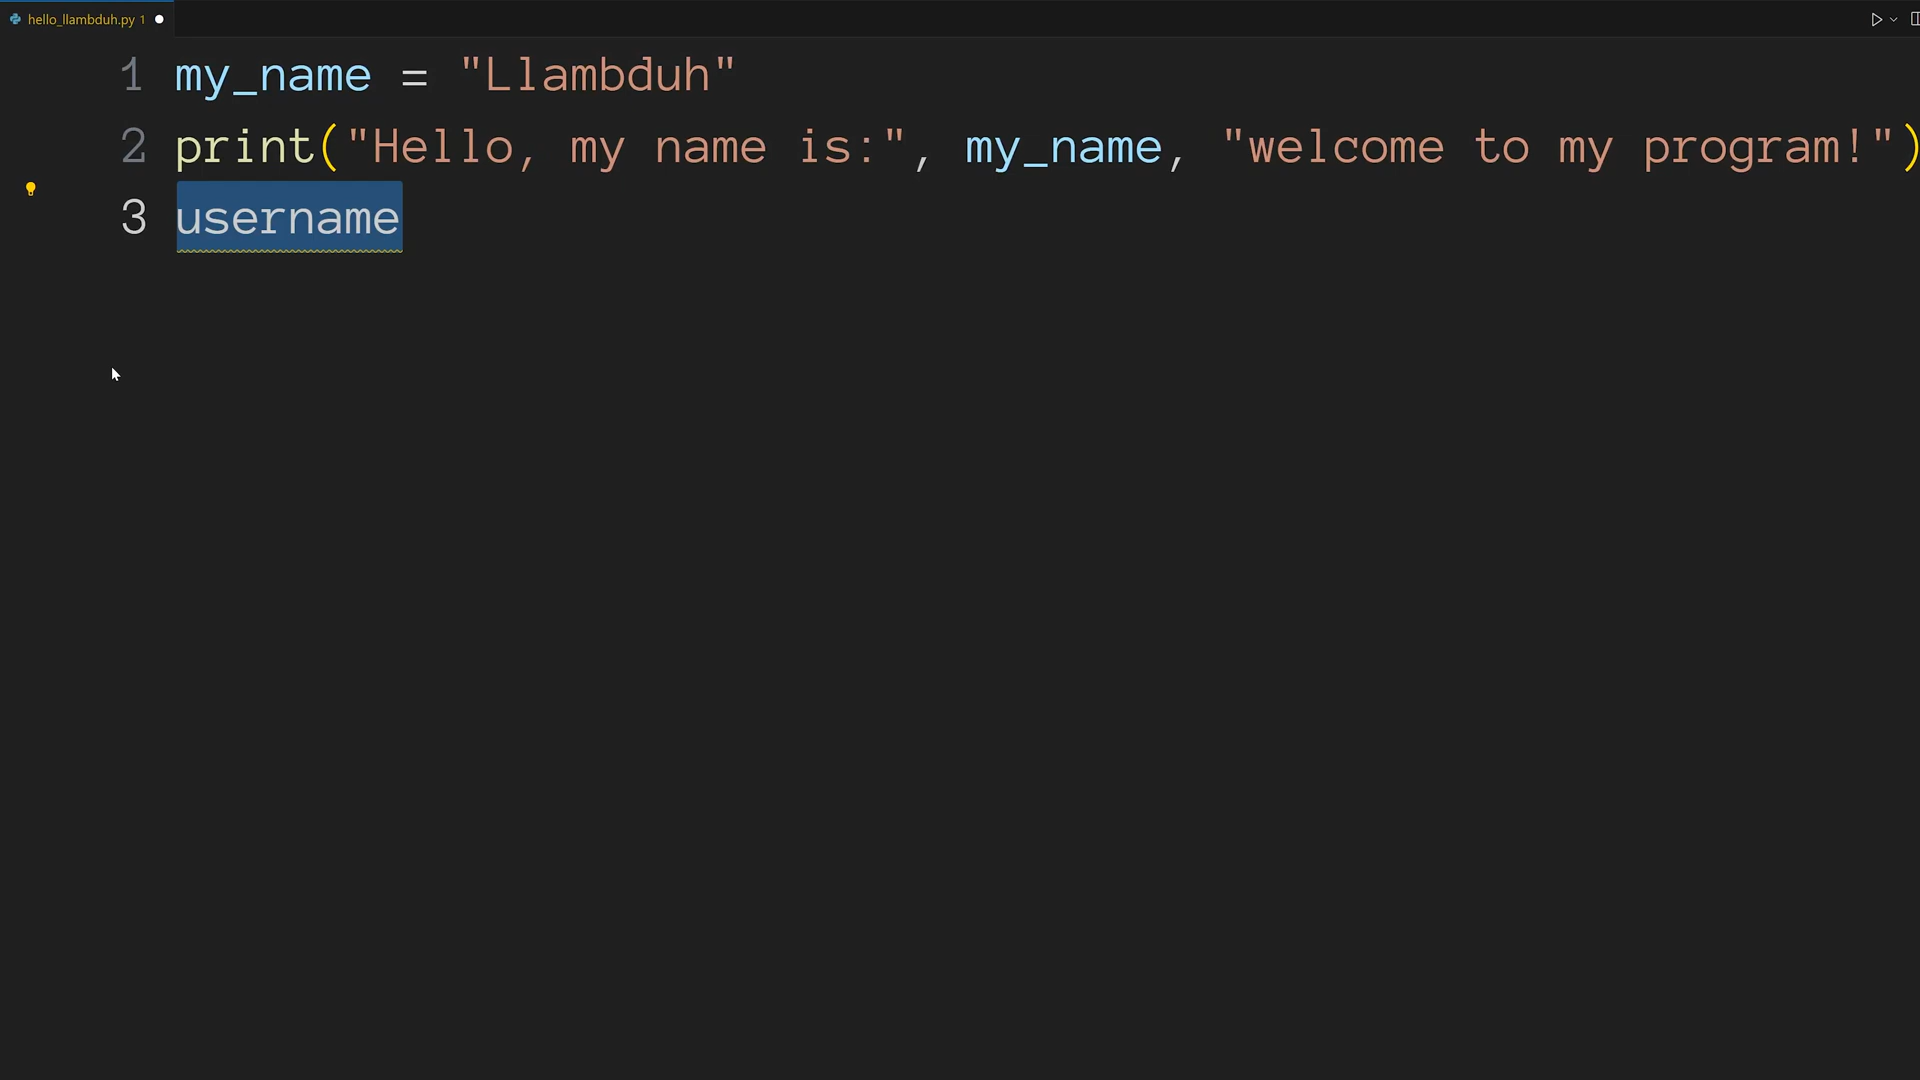 hello_llambduh.py 1
1 my_name = "Llambduh"
2 print("Hello, my name is:", my_name, "welcome to my program!")
3 username